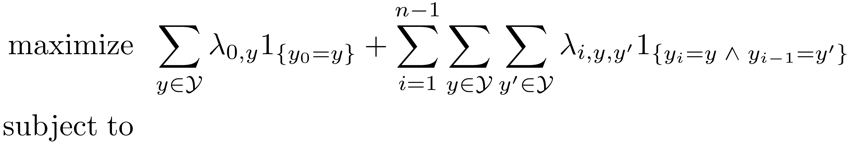 maximize $\sum_{y \in \mathcal{Y}} \lambda_{0,y} 1_{\{y_0 = y\}} + \sum_{i=1}^{n-1} \sum_{y \in \mathcal{Y}} \sum_{y' \in \mathcal{Y}} \lambda_{i,y,y'} 1_{\{y_i = y \,\wedge\, y_{i-1} = y'\}}$
subject to